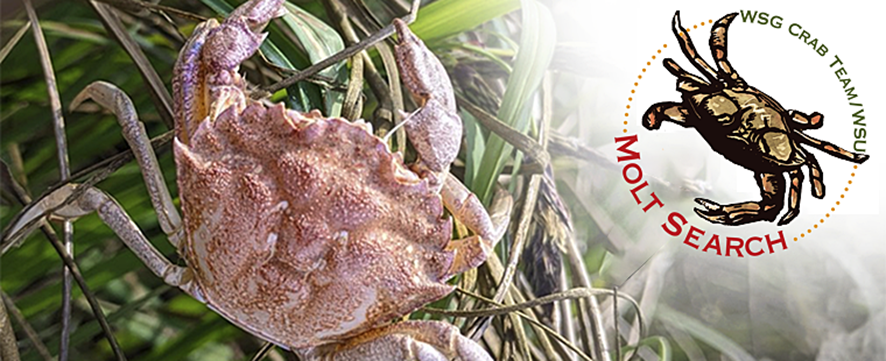 WSG CRAB TEAM/WSU
MOLT SEARCH